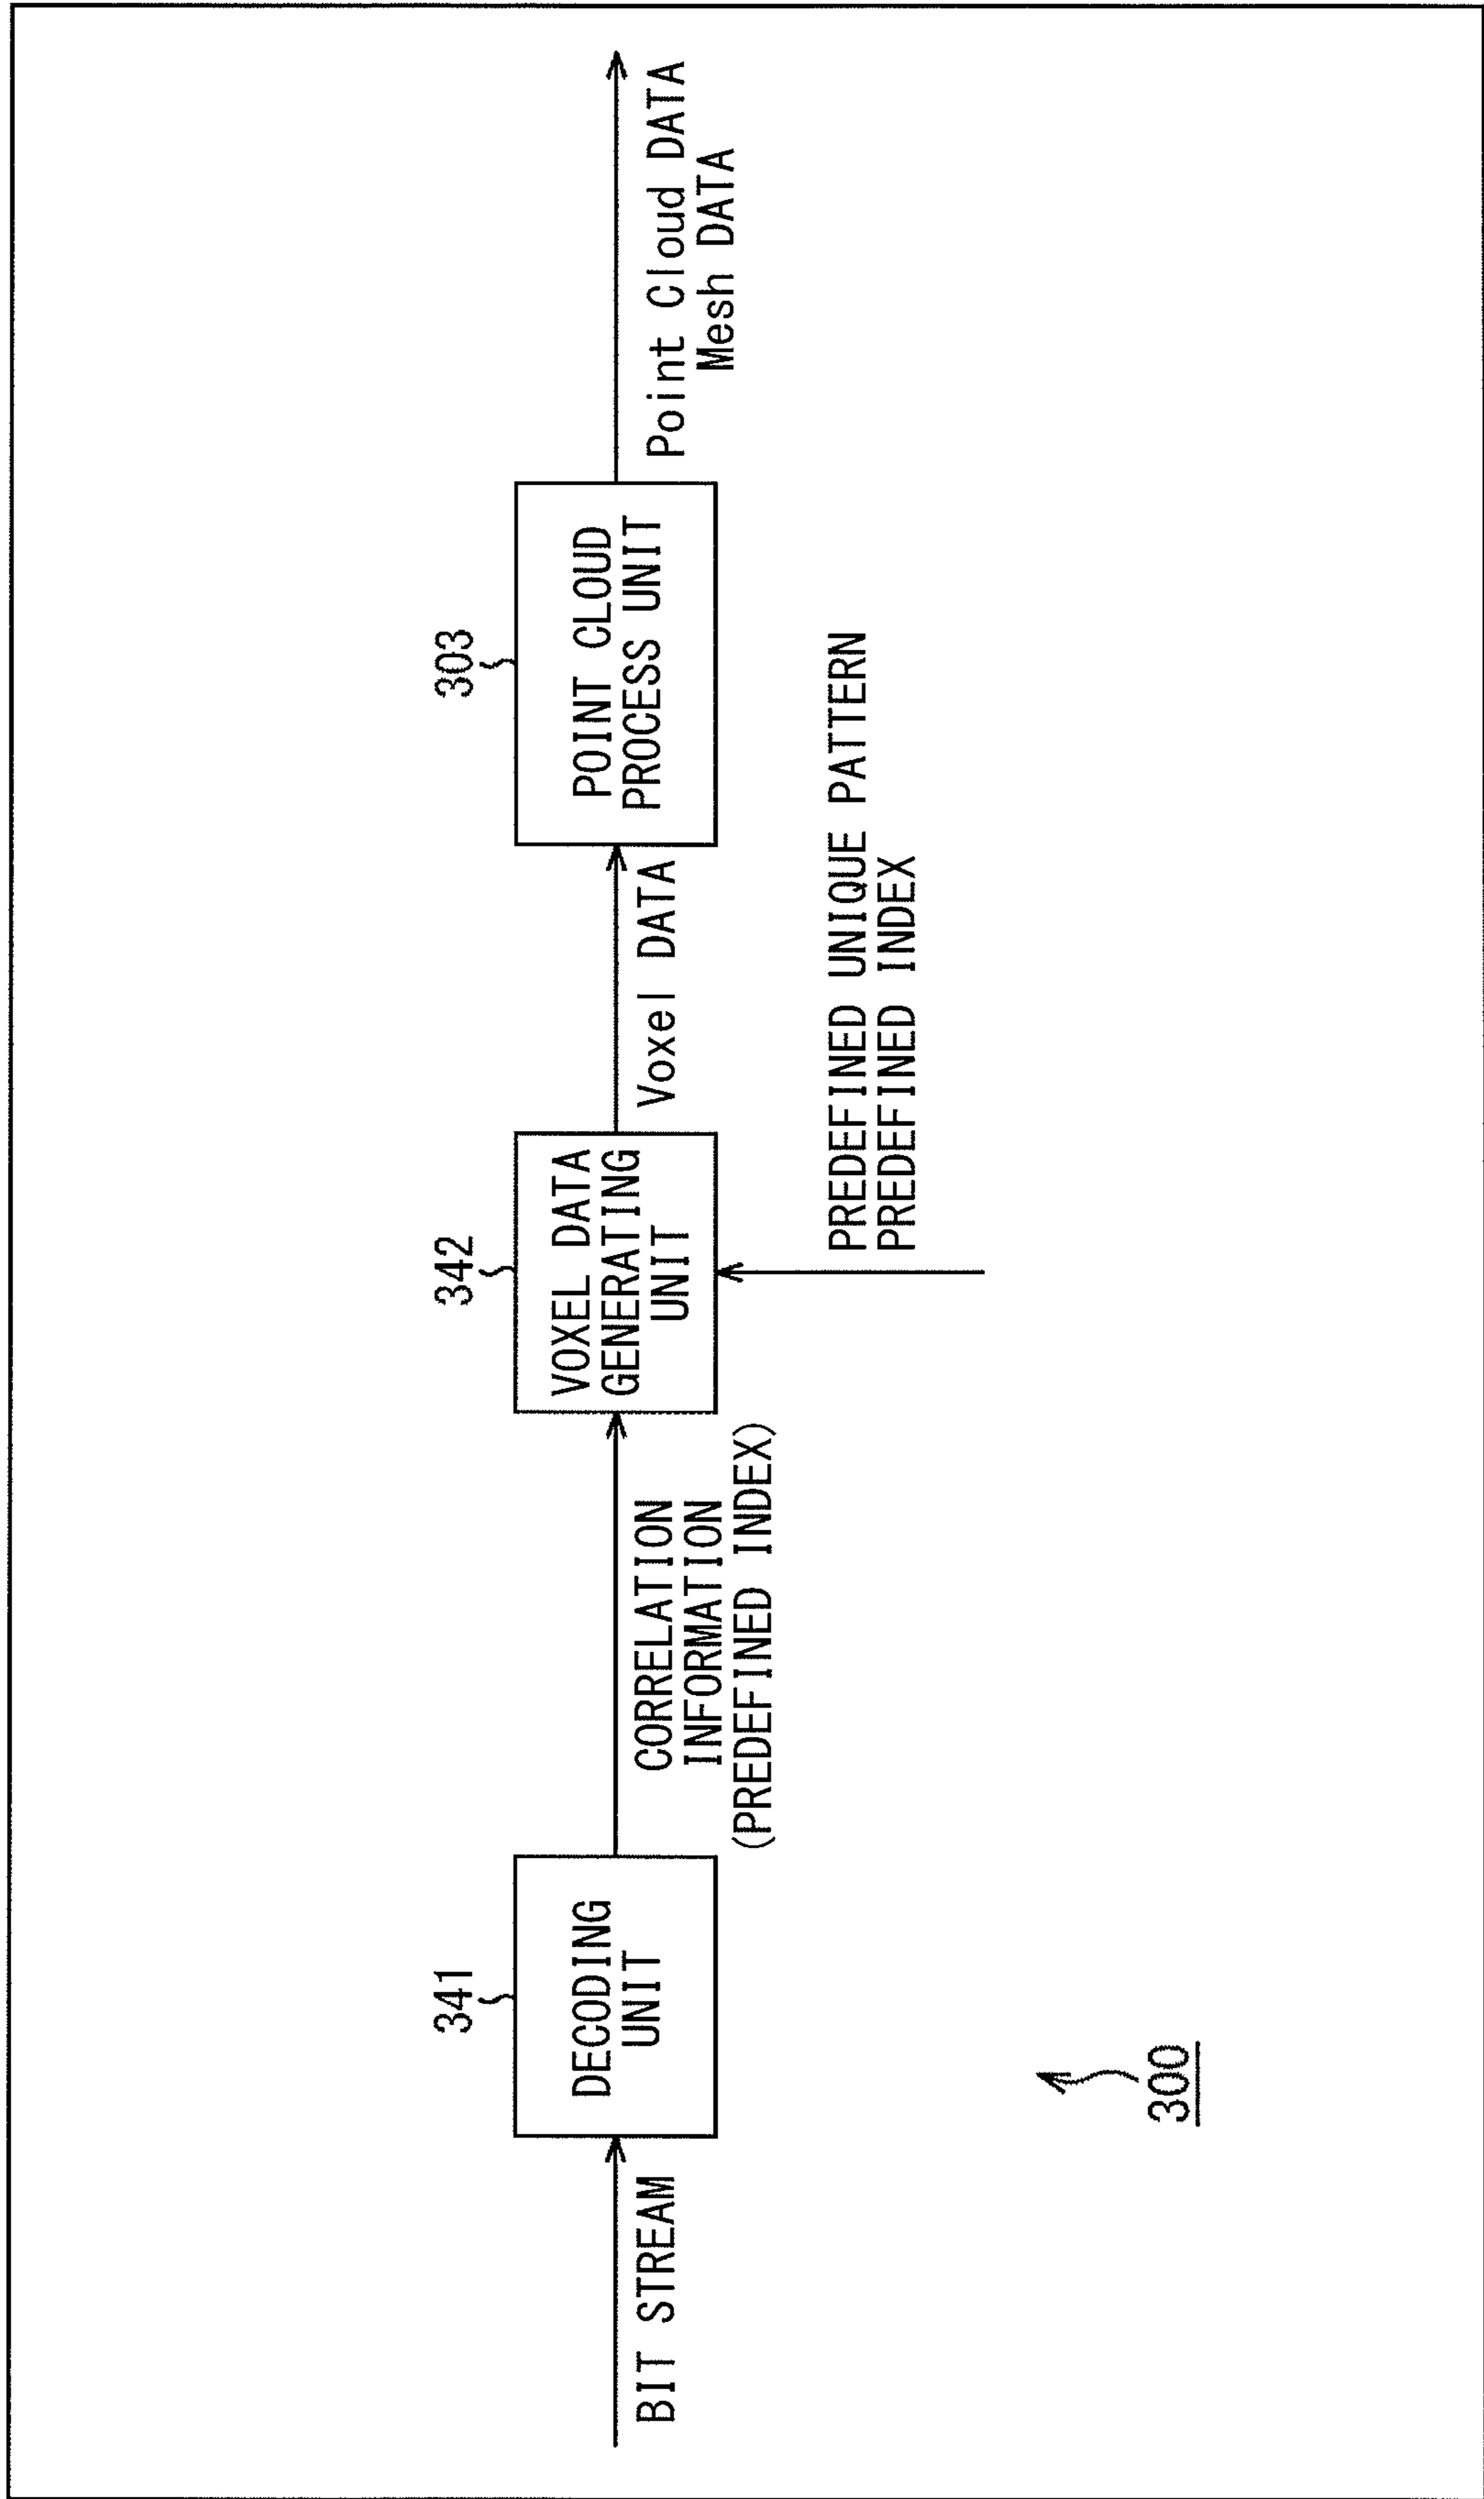 341
342
303
BIT STREAM
DECODING
UNIT
CORRELATION
INFORMATION
(PREDEFINED INDEX)
VOXEL DATA
GENERATING
UNIT
Voxel DATA
POINT CLOUD
PROCESS UNIT
Point Cloud DATA
Mesh DATA
PREDEFINED UNIQUE PATTERN
PREDEFINED INDEX
300